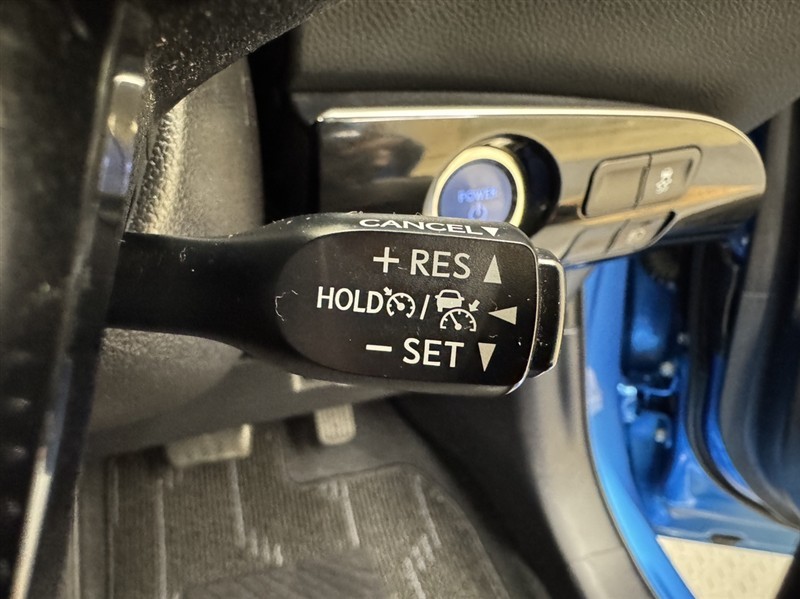 POWER
CANCEL
+ RES
HOLD /
− SET